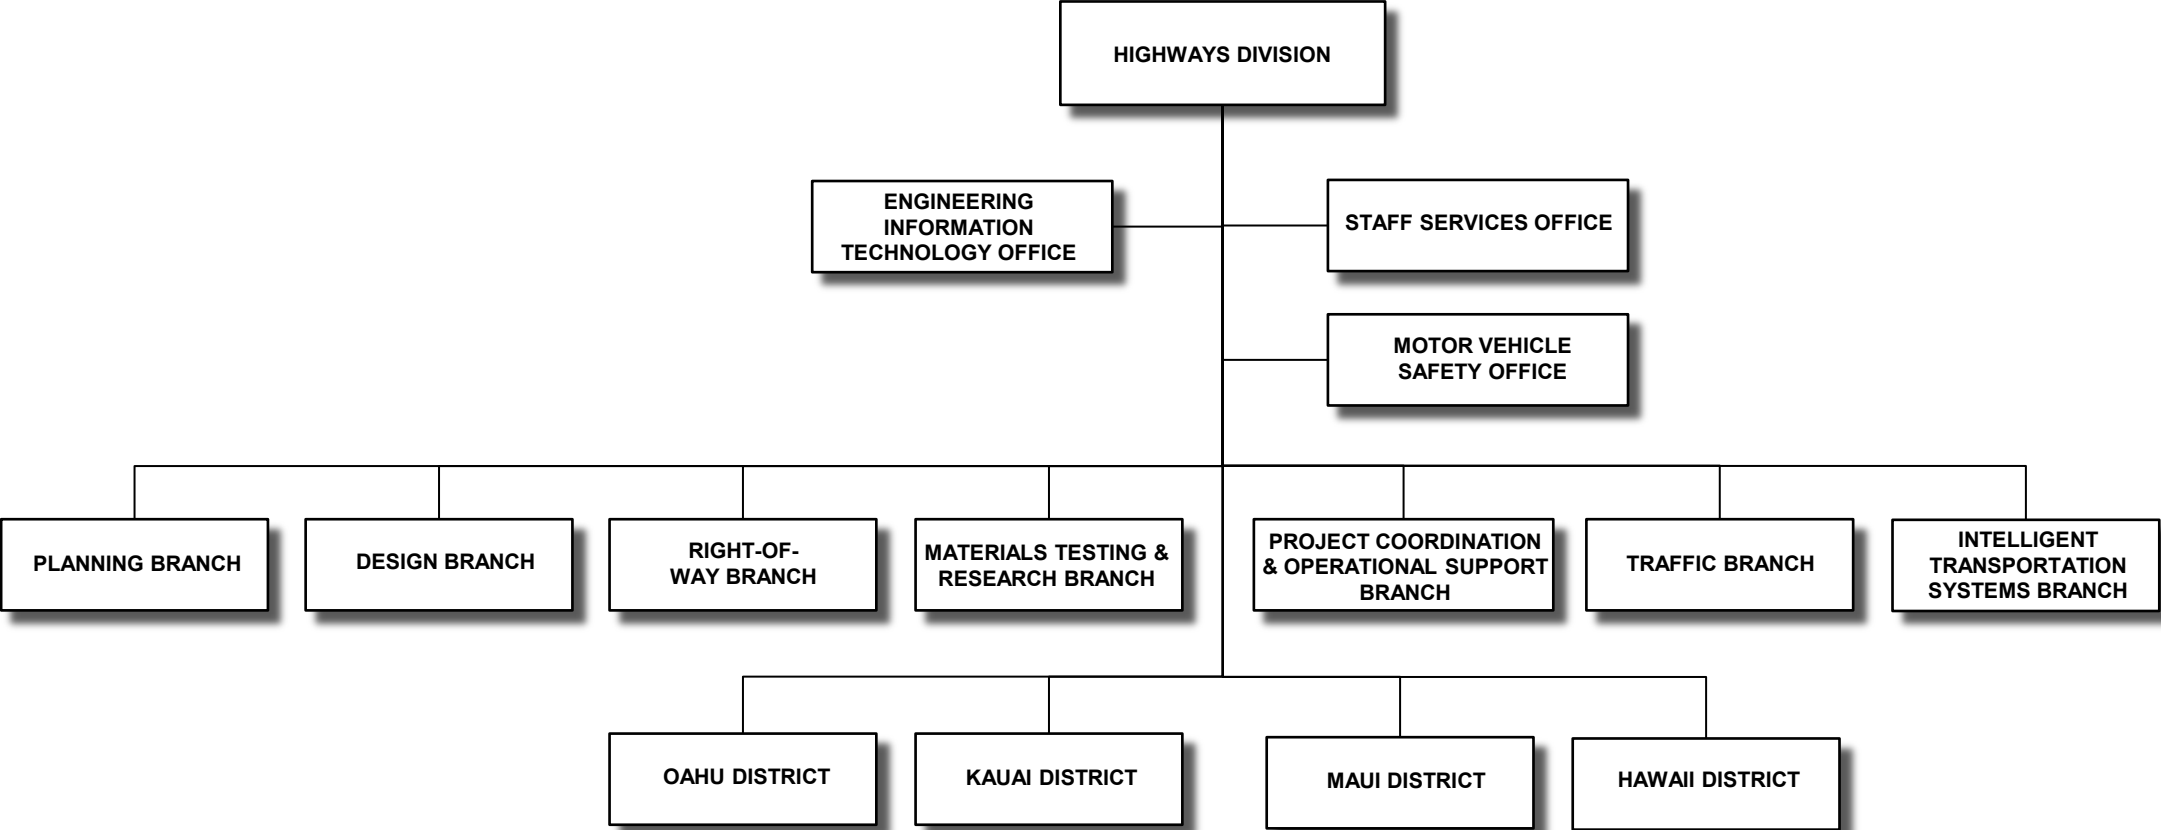 HIGHWAYS DIVISION
ENGINEERING
INFORMATION
TECHNOLOGY OFFICE
STAFF SERVICES OFFICE
MOTOR VEHICLE
SAFETY OFFICE
PLANNING BRANCH
DESIGN BRANCH
RIGHT-OF-
WAY BRANCH
MATERIALS TESTING &
RESEARCH BRANCH
PROJECT COORDINATION
& OPERATIONAL SUPPORT
BRANCH
TRAFFIC BRANCH
INTELLIGENT
TRANSPORTATION
SYSTEMS BRANCH
OAHU DISTRICT
KAUAI DISTRICT
MAUI DISTRICT
HAWAII DISTRICT